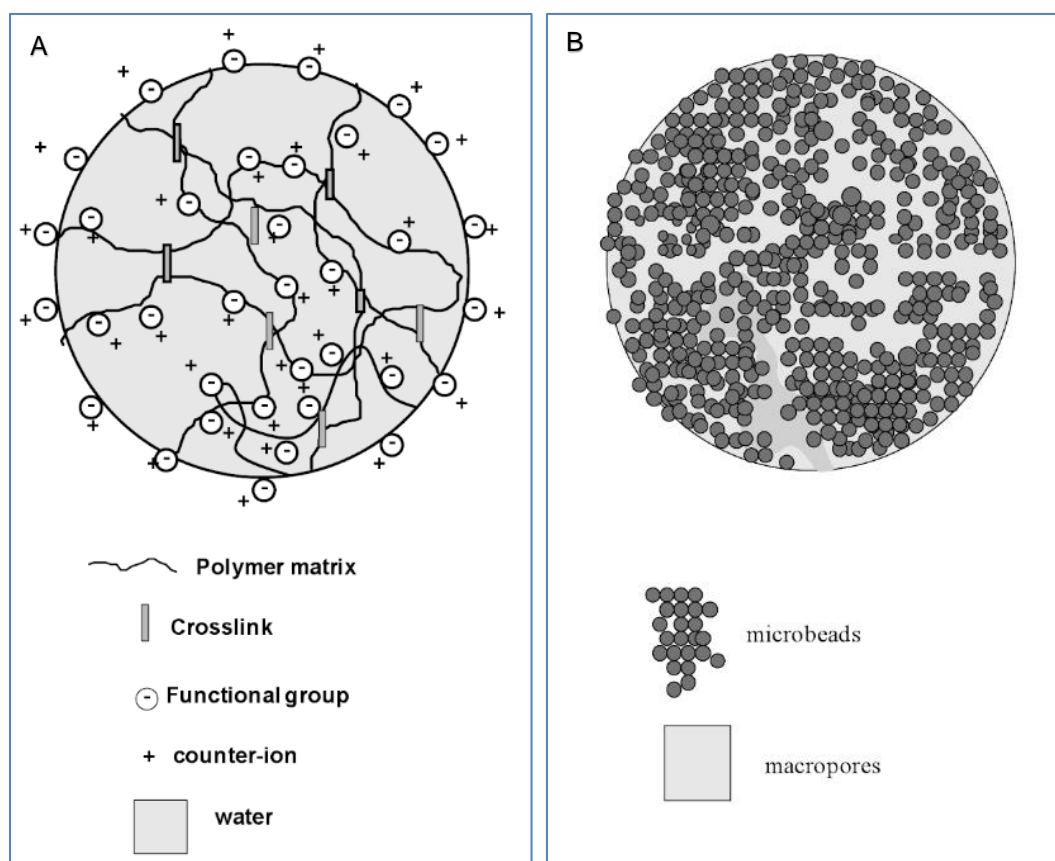 A
Polymer matrix
Crosslink
Functional group
+ counter-ion
water
B
microbeads
macropores